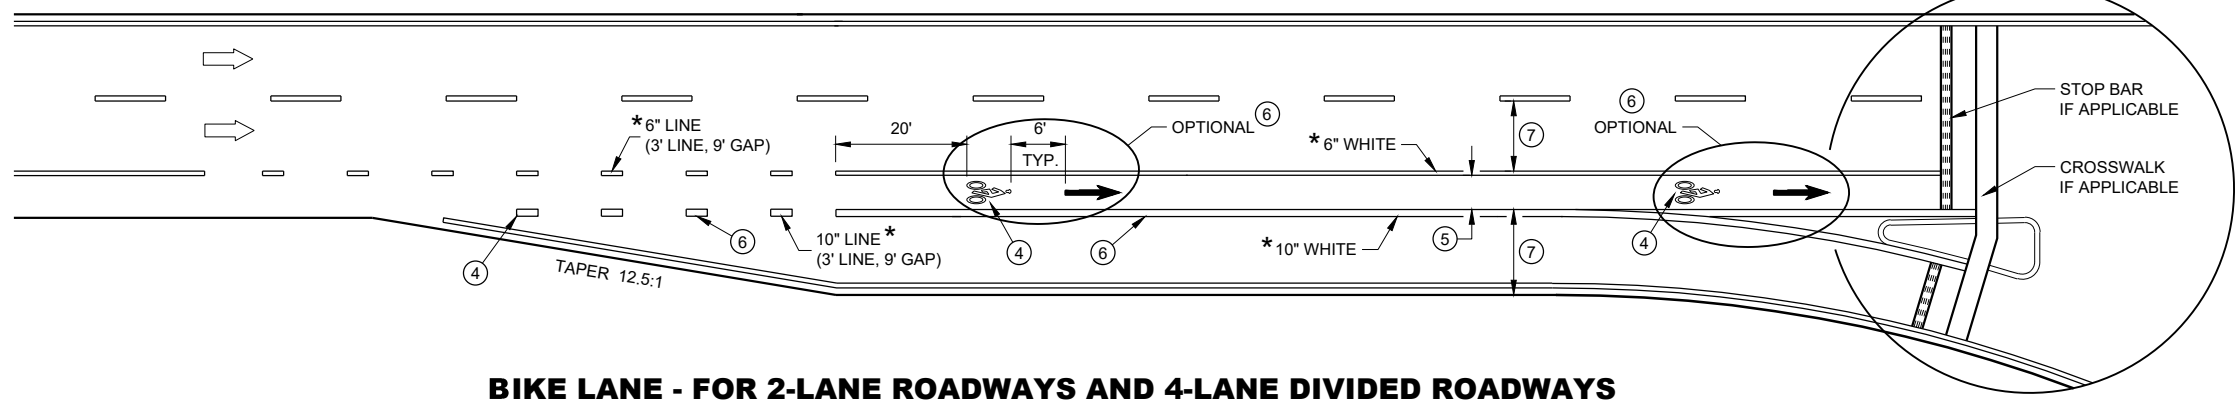 * 6" LINE
(3' LINE, 9' GAP)
20'
6'
TYP.
OPTIONAL 6
* 6" WHITE
7
6
OPTIONAL
STOP BAR
IF APPLICABLE
CROSSWALK
IF APPLICABLE
4
TAPER 12.5:1
6
10" LINE *
(3' LINE, 9' GAP)
4
6
* 10" WHITE
5
7
4
BIKE LANE - FOR 2-LANE ROADWAYS AND 4-LANE DIVIDED ROADWAYS